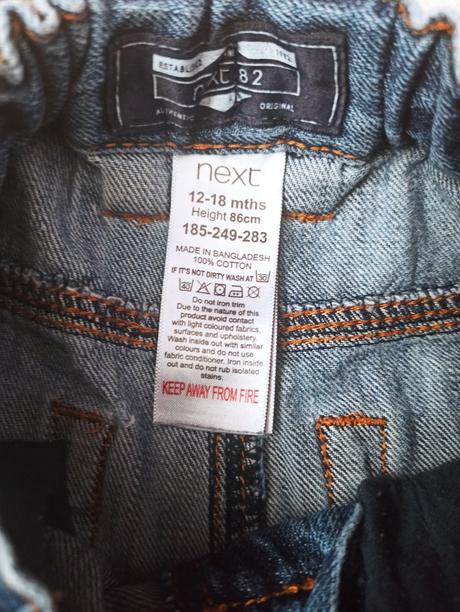 ESTABLISHED 1982
82
AUTHENTIC ORIGINAL
next
12-18 mths
Height 86cm
185-249-283
MADE IN BANGLADESH
100% COTTON
IF IT'S NOT DIRTY WASH AT 30
40
Do not iron trim
Due to the nature of this
product avoid contact
with light coloured fabrics,
surfaces and upholstery.
Wash inside out with similar
colours and do not use
fabric conditioner. Iron inside
out and do not rub isolated
stains.
KEEP AWAY FROM FIRE